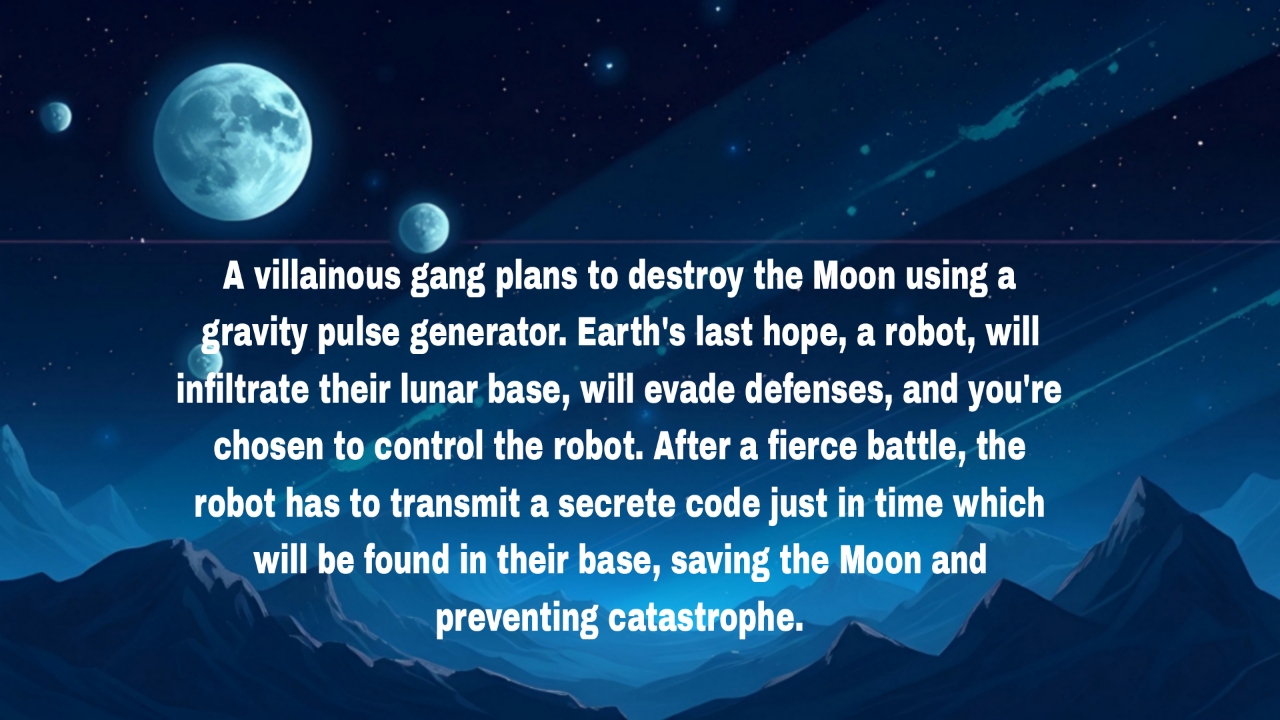 A villainous gang plans to destroy the Moon using a
gravity pulse generator. Earth's last hope, a robot, will
infiltrate their lunar base, will evade defenses, and you're
chosen to control the robot. After a fierce battle, the
robot has to transmit a secrete code just in time which
will be found in their base, saving the Moon and
preventing catastrophe.